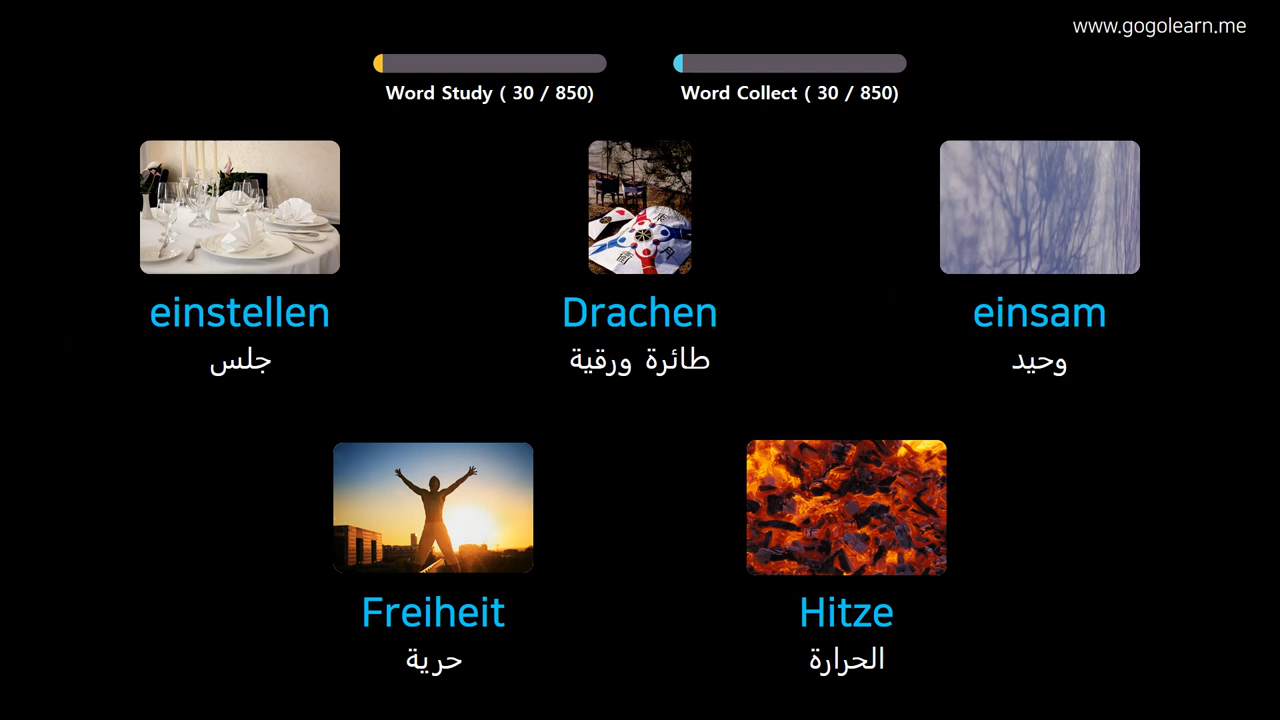 www.gogolearn.me
Word Study ( 30 / 850)
Word Collect ( 30 / 850)
einstellen
جلس
Drachen
طائرة ورقية
einsam
وحيد
Freiheit
حرية
Hitze
الحرارة